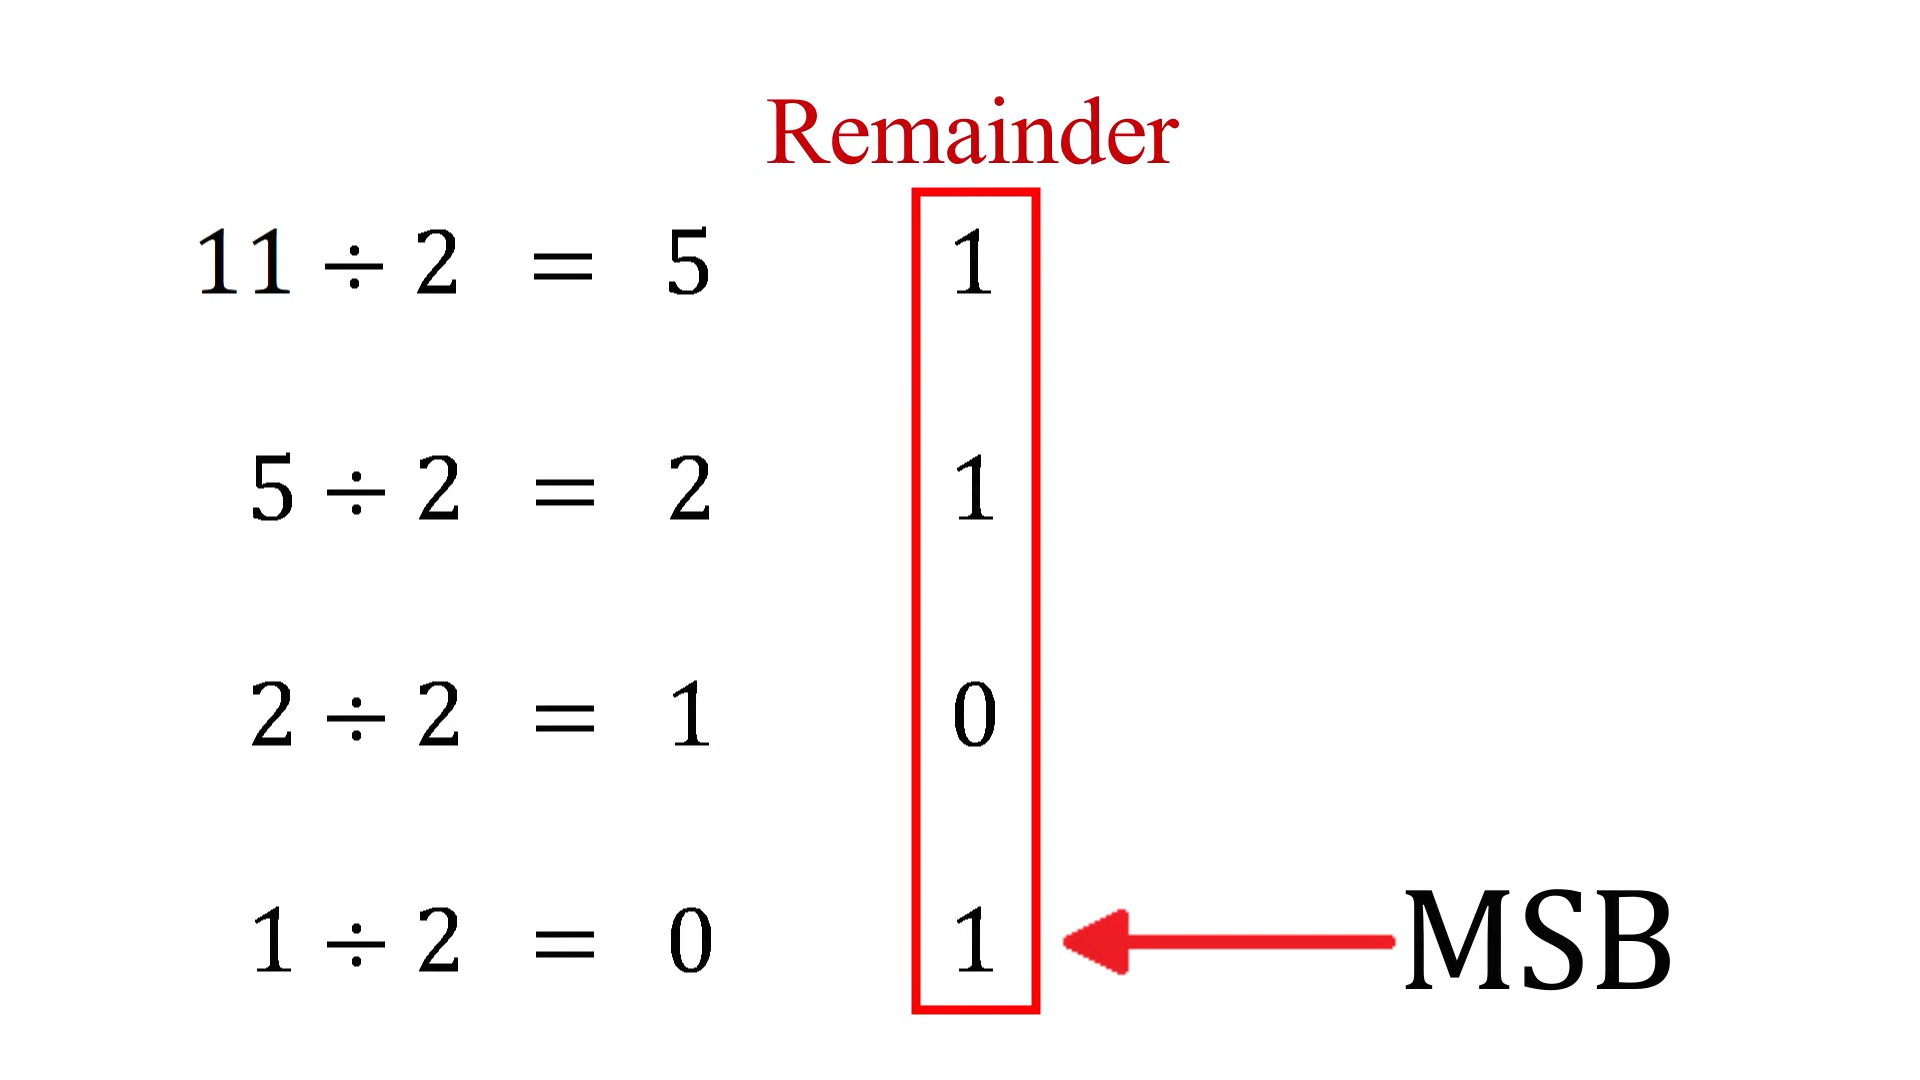 Remainder
11 ÷ 2 = 5 1
5 ÷ 2 = 2 1
2 ÷ 2 = 1 0
1 ÷ 2 = 0 1 MSB